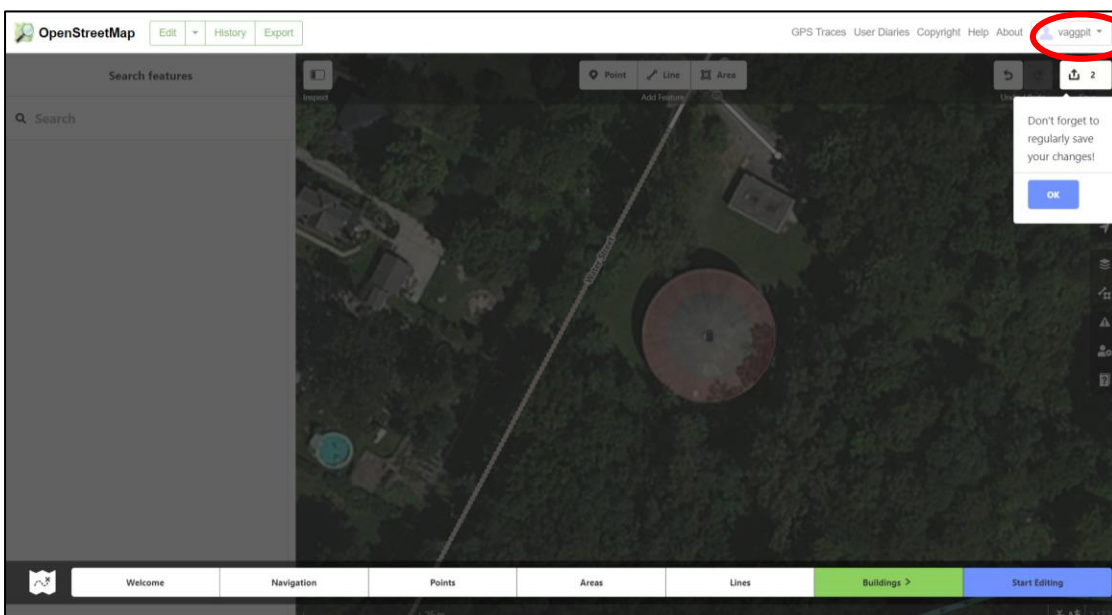 OpenStreetMap Edit History Export GPS Traces User Diaries Copyright Help About vaggpit
Search features
Inspect
Point Line Area
Add Feature
2
Search
Don't forget to
regularly save
your changes!
OK
Water Street
Welcome Navigation Points Areas Lines Buildings > Start Editing